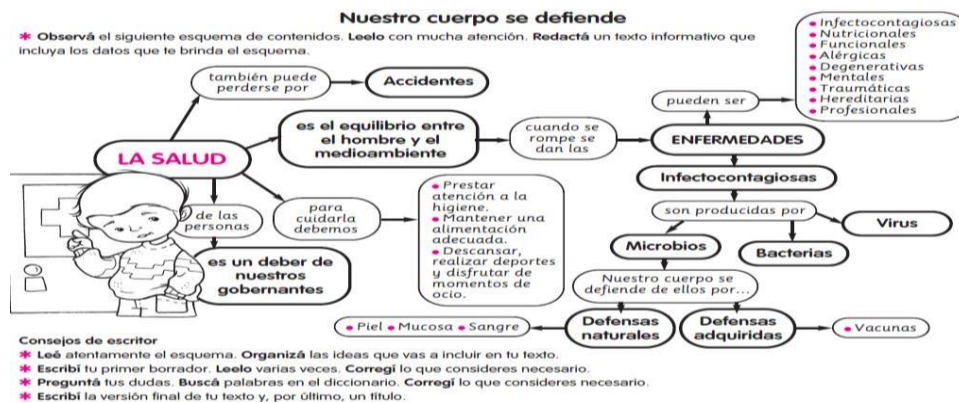 Nuestro cuerpo se defiende
* Observá el siguiente esquema de contenidos. Leelo con mucha atención. Redactá un texto informativo que
incluya los datos que te brinda el esquema.
LA SALUD
también puede
perderse por
Accidentes
es el equilibrio entre
el hombre y el
medioambiente
cuando se
rompe se
dan las
ENFERMEDADES
pueden ser
• Infectocontagiosas
• Nutricionales
• Funcionales
• Alérgicas
• Degenerativas
• Mentales
• Traumáticas
• Hereditarias
• Profesionales
Infectocontagiosas
son producidas por
Virus
Bacterias
Microbios
Nuestro cuerpo se
defiende de ellos por...
Defensas
naturales
• Piel • Mucosa • Sangre
Defensas
adquiridas
• Vacunas
de las
personas
es un deber de
nuestros
gobernantes
para
cuidarla
debemos
• Prestar
atención a la
higiene.
• Mantener una
alimentación
adecuada.
• Descansar,
realizar deportes
y disfrutar de
momentos de
ocio.
Consejos de escritor
* Leé atentamente el esquema. Organizá las ideas que vas a incluir en tu texto.
* Escribí tu primer borrador. Leelo varias veces. Corregí lo que consideres necesario.
* Preguntá tus dudas. Buscá palabras en el diccionario. Corregí lo que consideres necesario.
* Escribí la versión final de tu texto y, por último, un título.